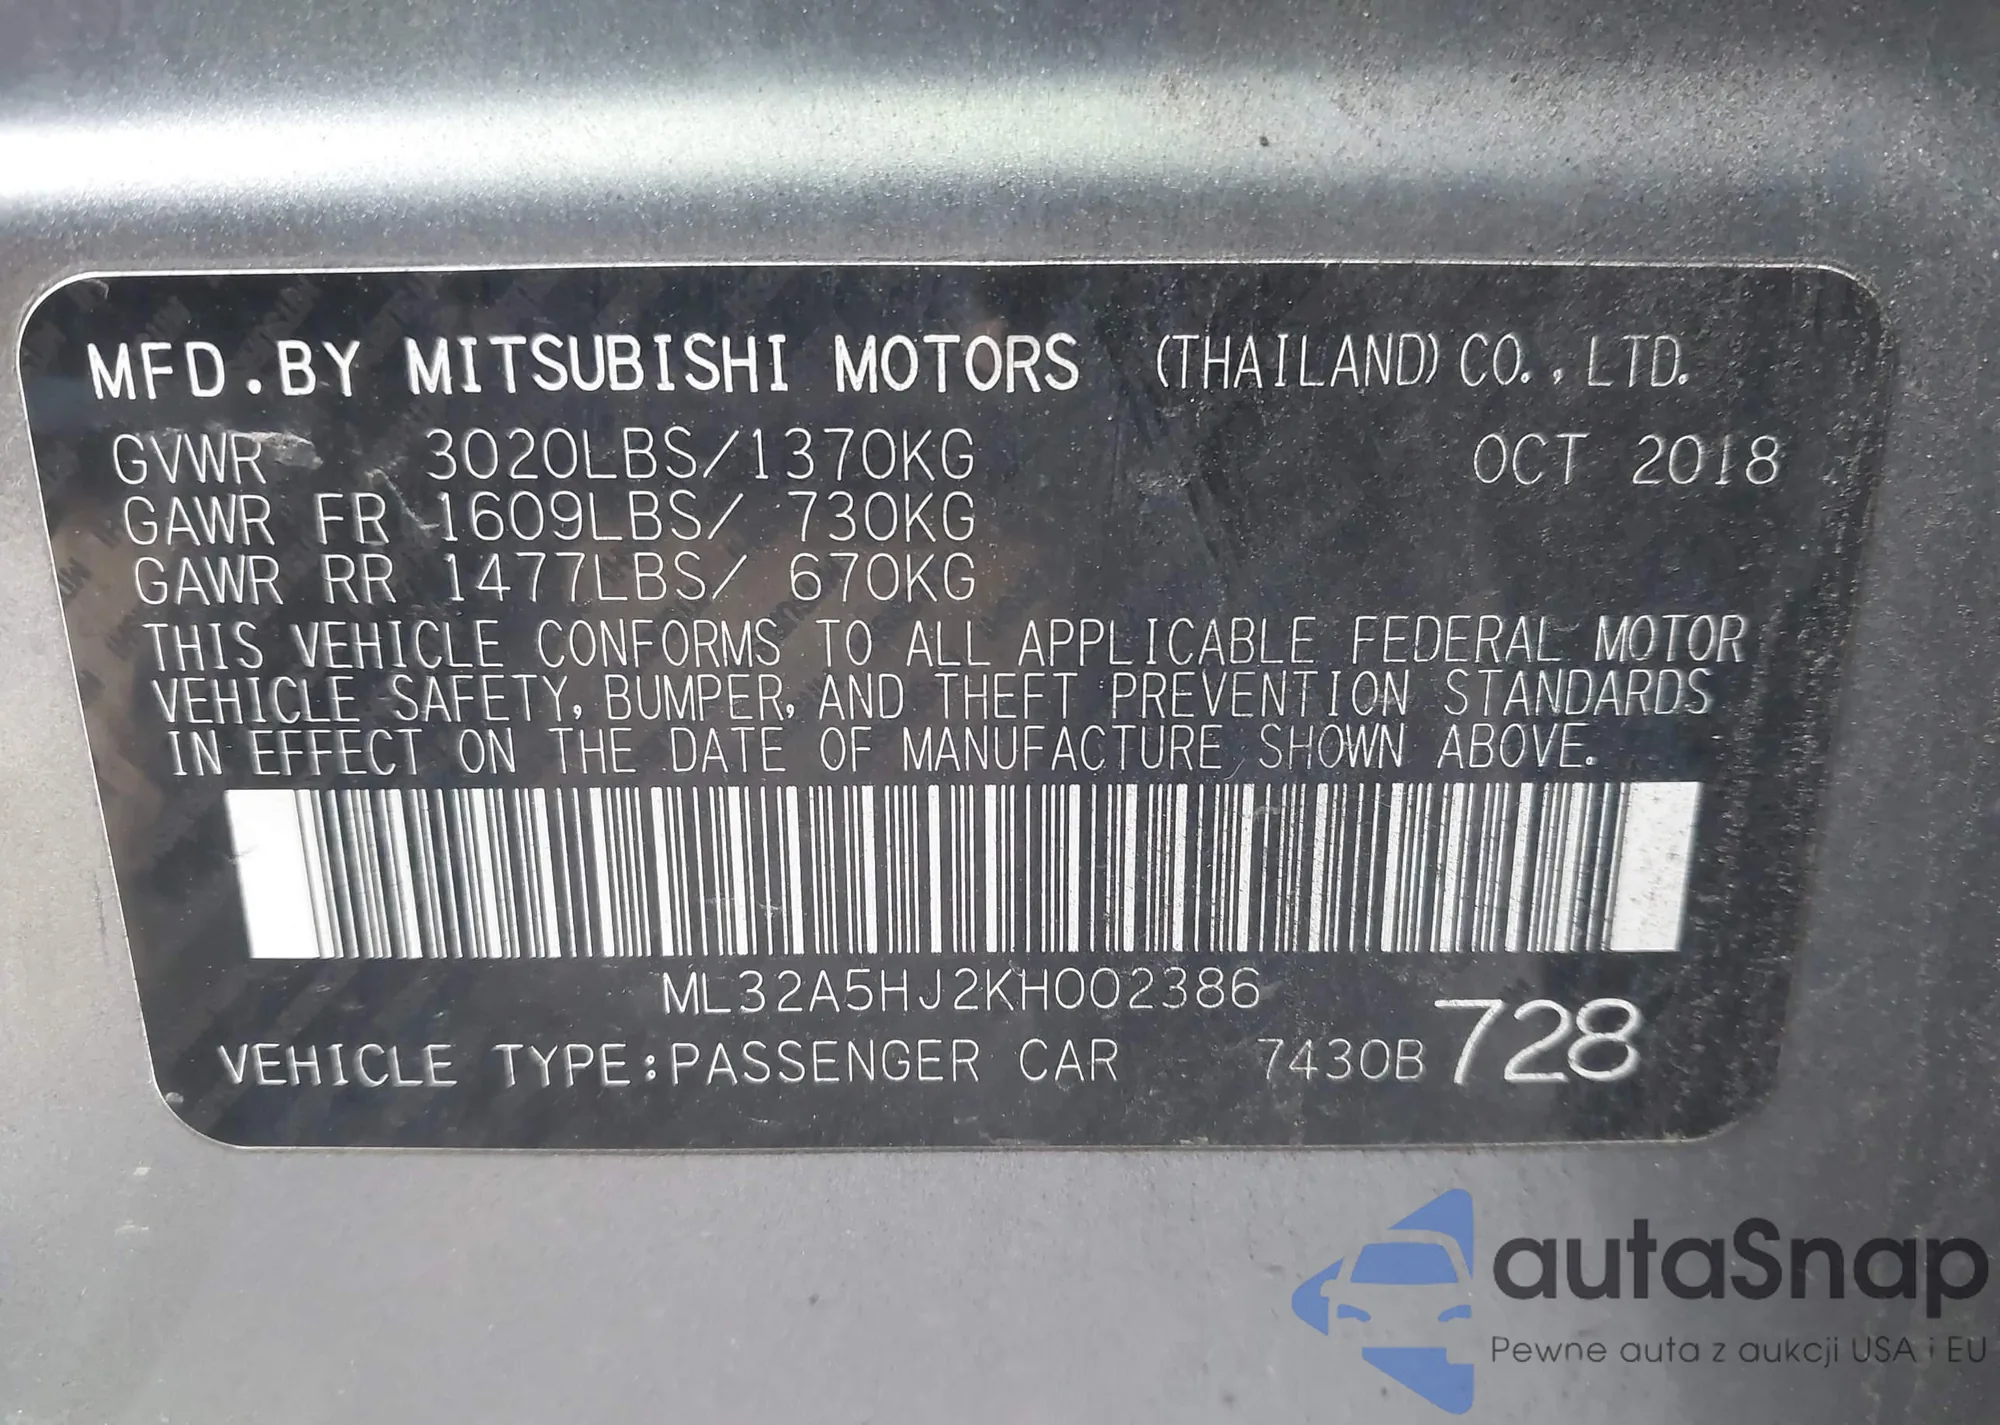 MFD.BY MITSUBISHI MOTORS (THAILAND) CO., LTD.
GVWR 3020LBS/1370KG OCT 2018
GAWR FR 1609LBS/ 730KG
GAWR RR 1477LBS/ 670KG
THIS VEHICLE CONFORMS TO ALL APPLICABLE FEDERAL MOTOR
VEHICLE SAFETY, BUMPER, AND THEFT PREVENTION STANDARDS
IN EFFECT ON THE DATE OF MANUFACTURE SHOWN ABOVE.
ML32A5HJ2KH002386
VEHICLE TYPE:PASSENGER CAR 7430B 728
autaSnap
Pewne auta z aukcji USA i EU